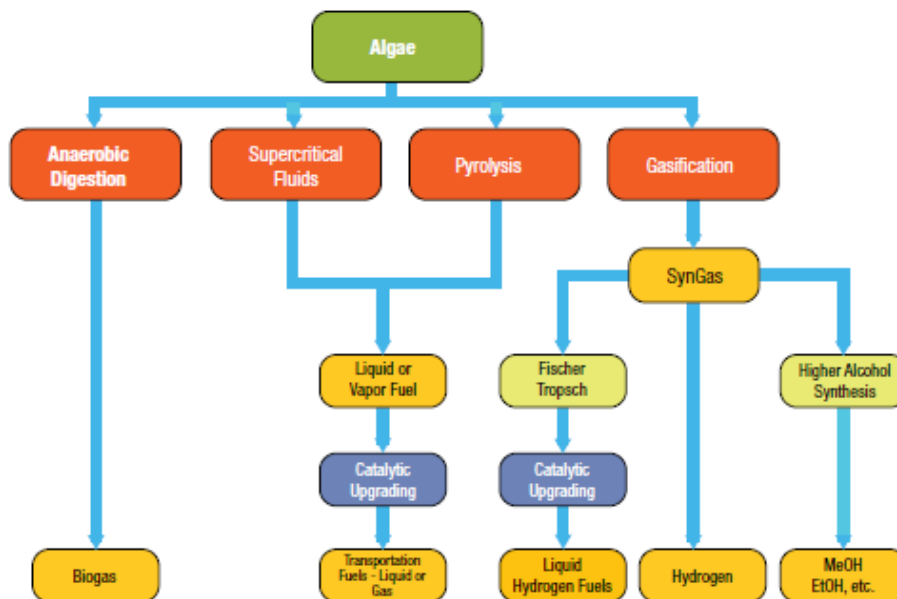 Algae
Anaerobic
Digestion
Supercritical
Fluids
Pyrolysis
Gasification
SynGas
Liquid or
Vapor Fuel
Fischer
Tropsch
Higher Alcohol
Synthesis
Catalytic
Upgrading
Catalytic
Upgrading
Biogas
Transportation
Fuels - Liquid or
Gas
Liquid
Hydrogen Fuels
Hydrogen
MeOH
EtOH, etc.